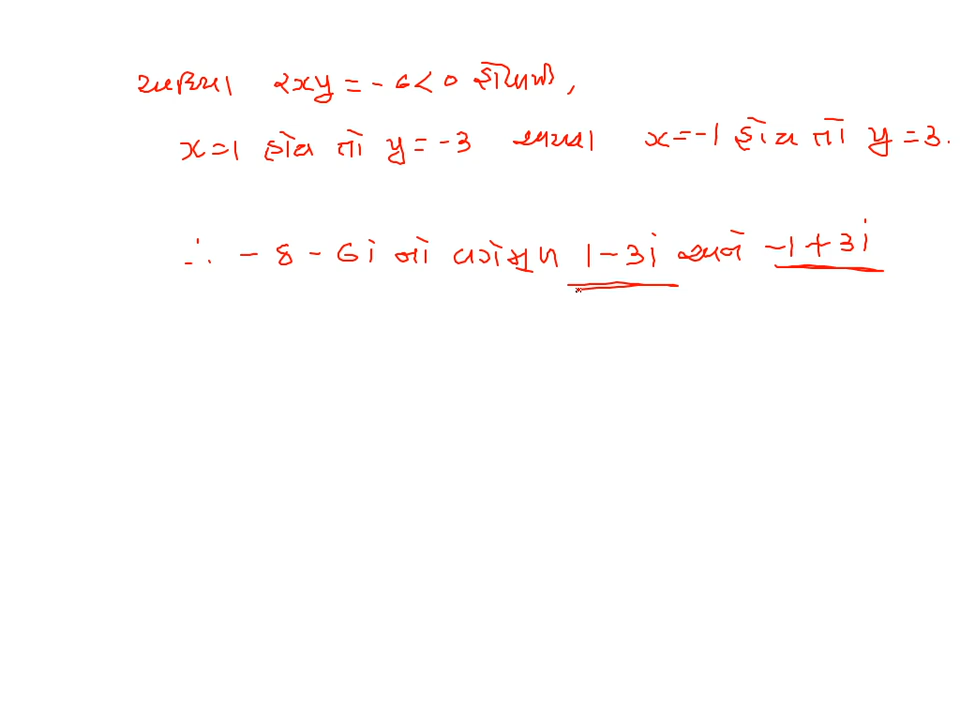 અહિયા 2xy = - 6 < 0 હોવાથી,
x = 1 હોય તો y = - 3 અથવા x = - 1 હોય તો y = 3.
∴ - 8 - 6i નો વર્ગમૂળ 1 - 3i અને - 1 + 3i